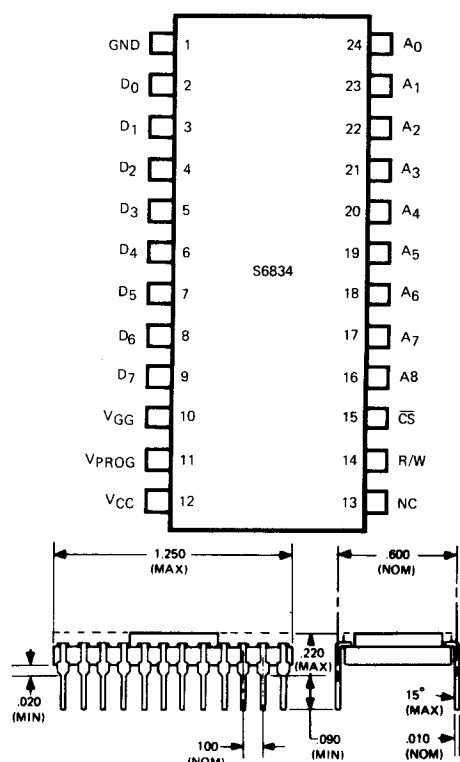 GND 1 24 A0
D0 2 23 A1
D1 3 22 A2
D2 4 21 A3
D3 5 20 A4
D4 6 19 A5
S6834
D5 7 18 A6
D6 8 17 A7
D7 9 16 A8
VGG 10 15 C̅S̅
VPROG 11 14 R/W
VCC 12 13 NC
1.250
(MAX)
.600
(NOM)
.220
(MAX)
.020
(MIN)
15°
(MAX)
.090
(MIN)
.010
(NOM)
100
(NOM)